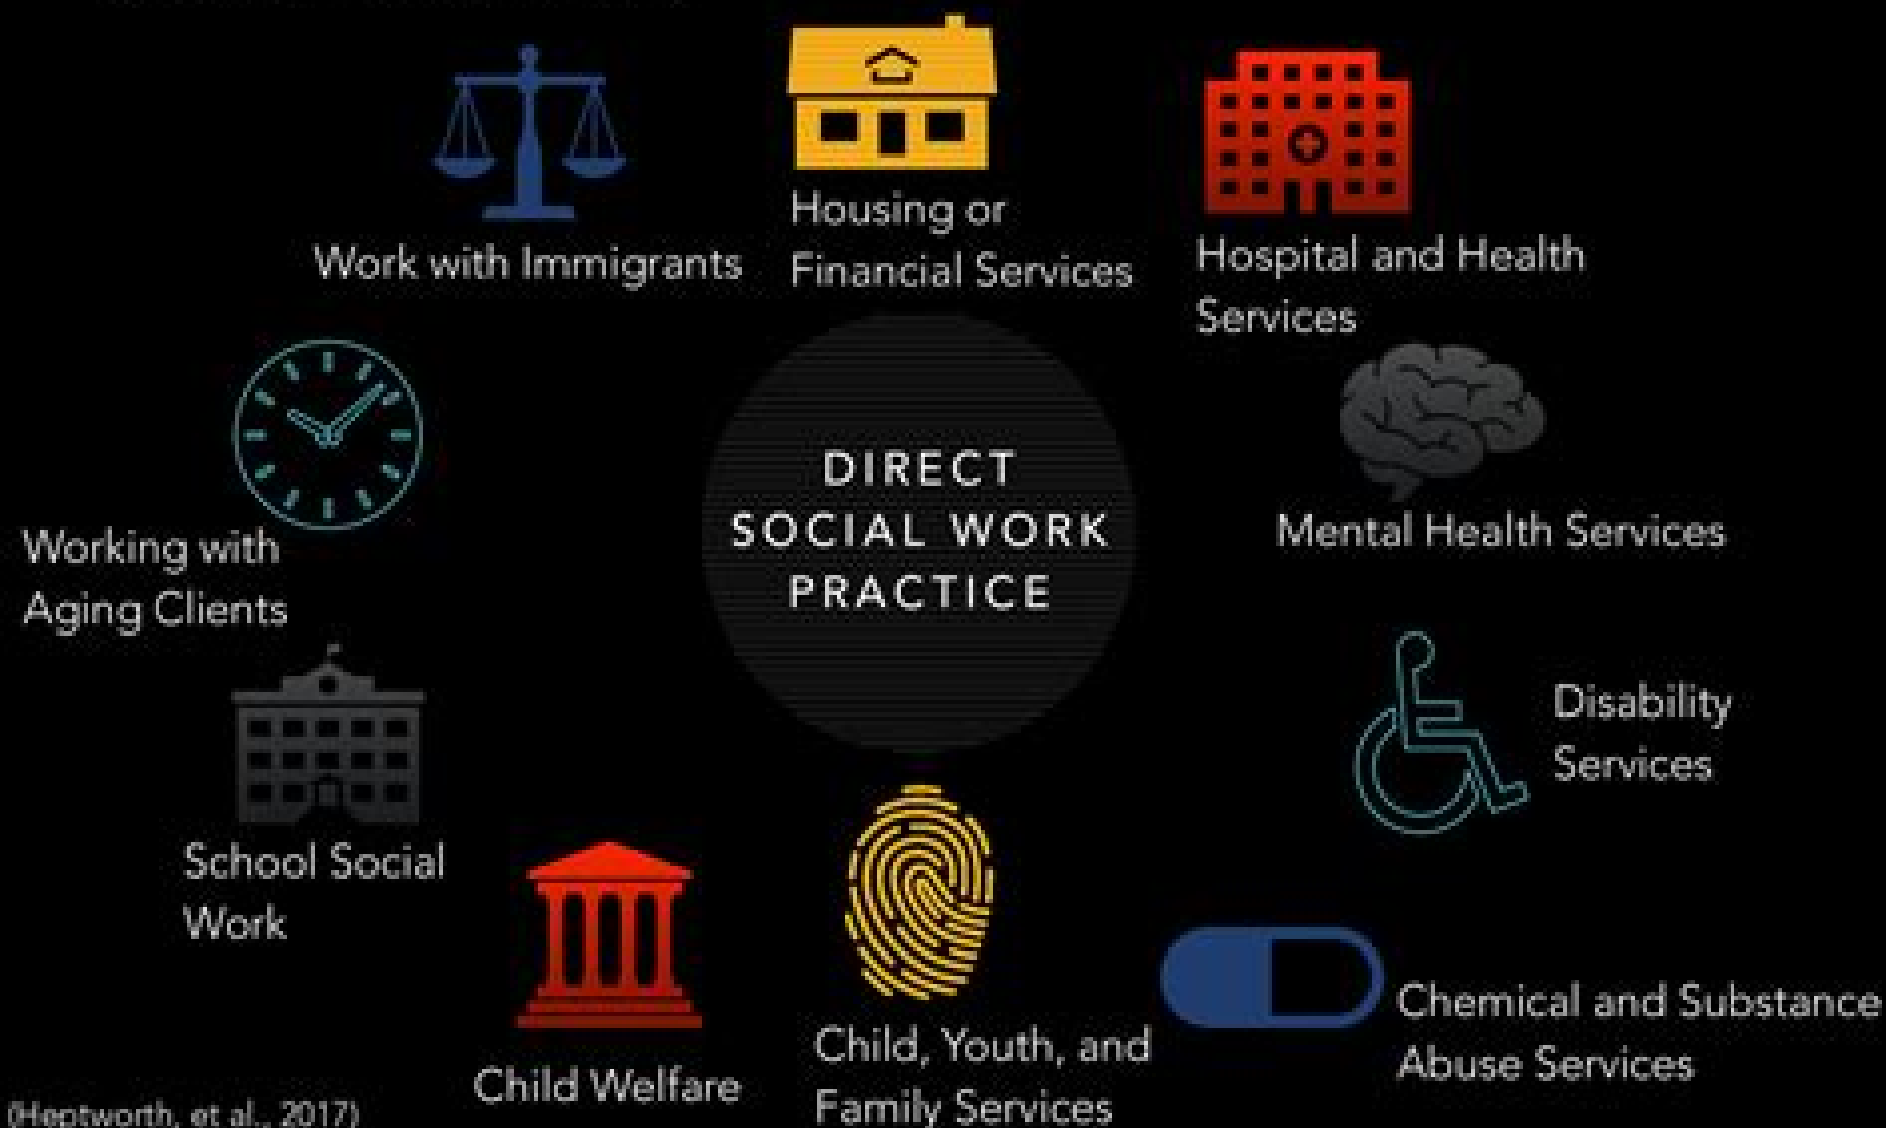 Work with Immigrants
Housing or
Financial Services
Hospital and Health
Services
Mental Health Services
Disability
Services
Chemical and Substance
Abuse Services
Child, Youth, and
Family Services
Child Welfare
School Social
Work
Working with
Aging Clients
DIRECT
SOCIAL WORK
PRACTICE
(Heptworth, et al., 2017)